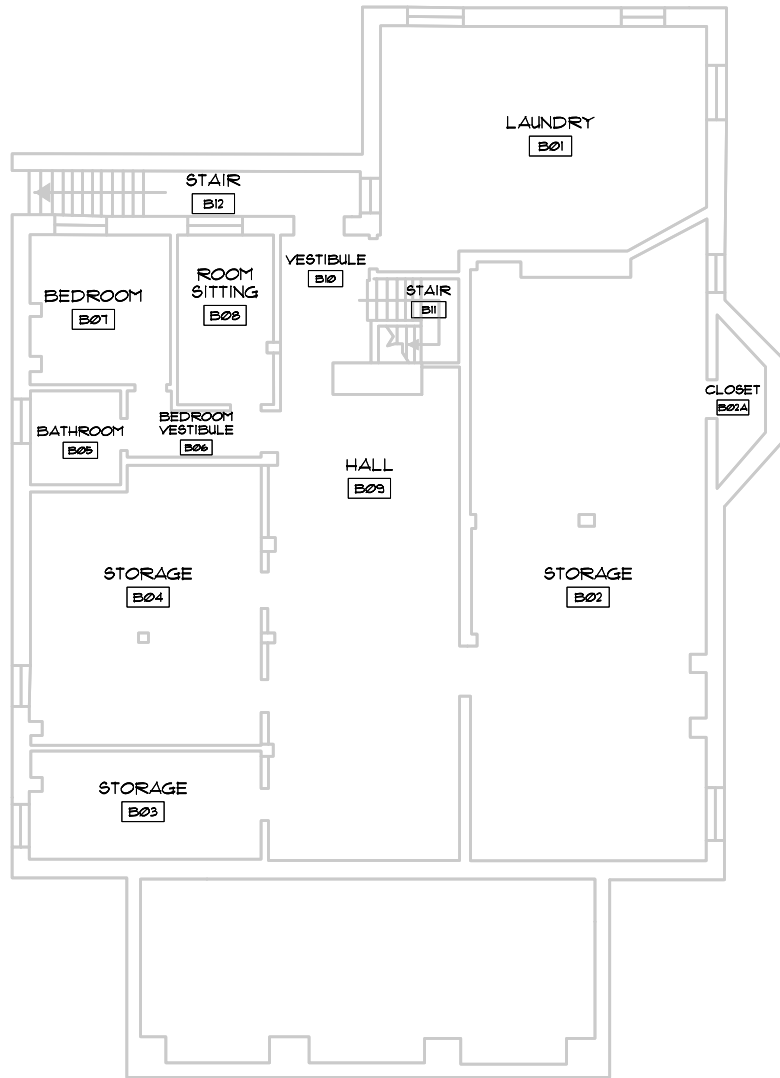 LAUNDRY
B01
STAIR
B12
VESTIBULE
B10
ROOM
SITTING
B08
BEDROOM
B07
STAIR
B11
CLOSET
B02A
BEDROOM
VESTIBULE
B06
BATHROOM
B05
HALL
B09
STORAGE
B04
STORAGE
B02
STORAGE
B03